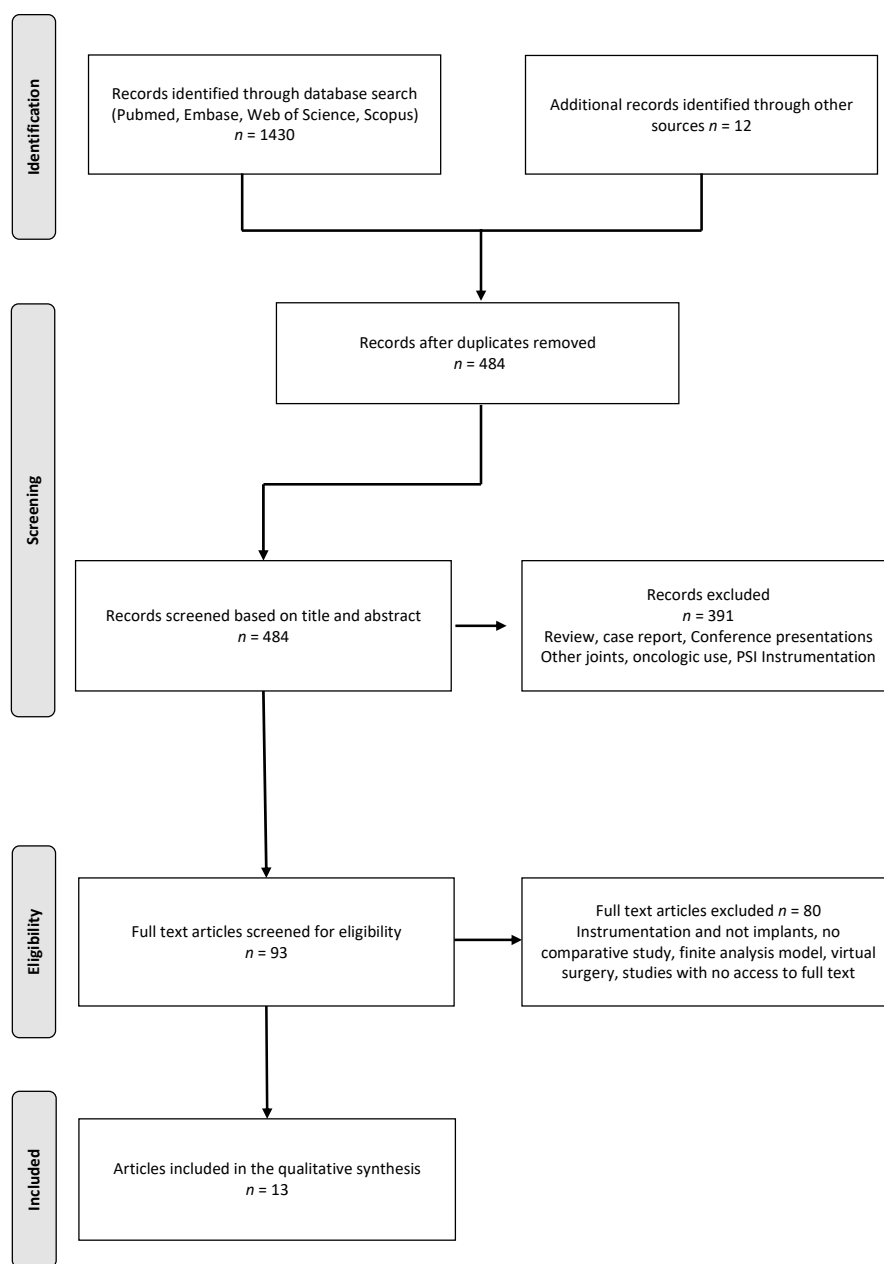 Identification
Records identified through database search
(Pubmed, Embase, Web of Science, Scopus)
n = 1430
Additional records identified through other
sources n = 12
Screening
Records after duplicates removed
n = 484
Records screened based on title and abstract
n = 484
Records excluded
n = 391
Review, case report, Conference presentations
Other joints, oncologic use, PSI Instrumentation
Eligibility
Full text articles screened for eligibility
n = 93
Full text articles excluded n = 80
Instrumentation and not implants, no
comparative study, finite analysis model, virtual
surgery, studies with no access to full text
Included
Articles included in the qualitative synthesis
n = 13